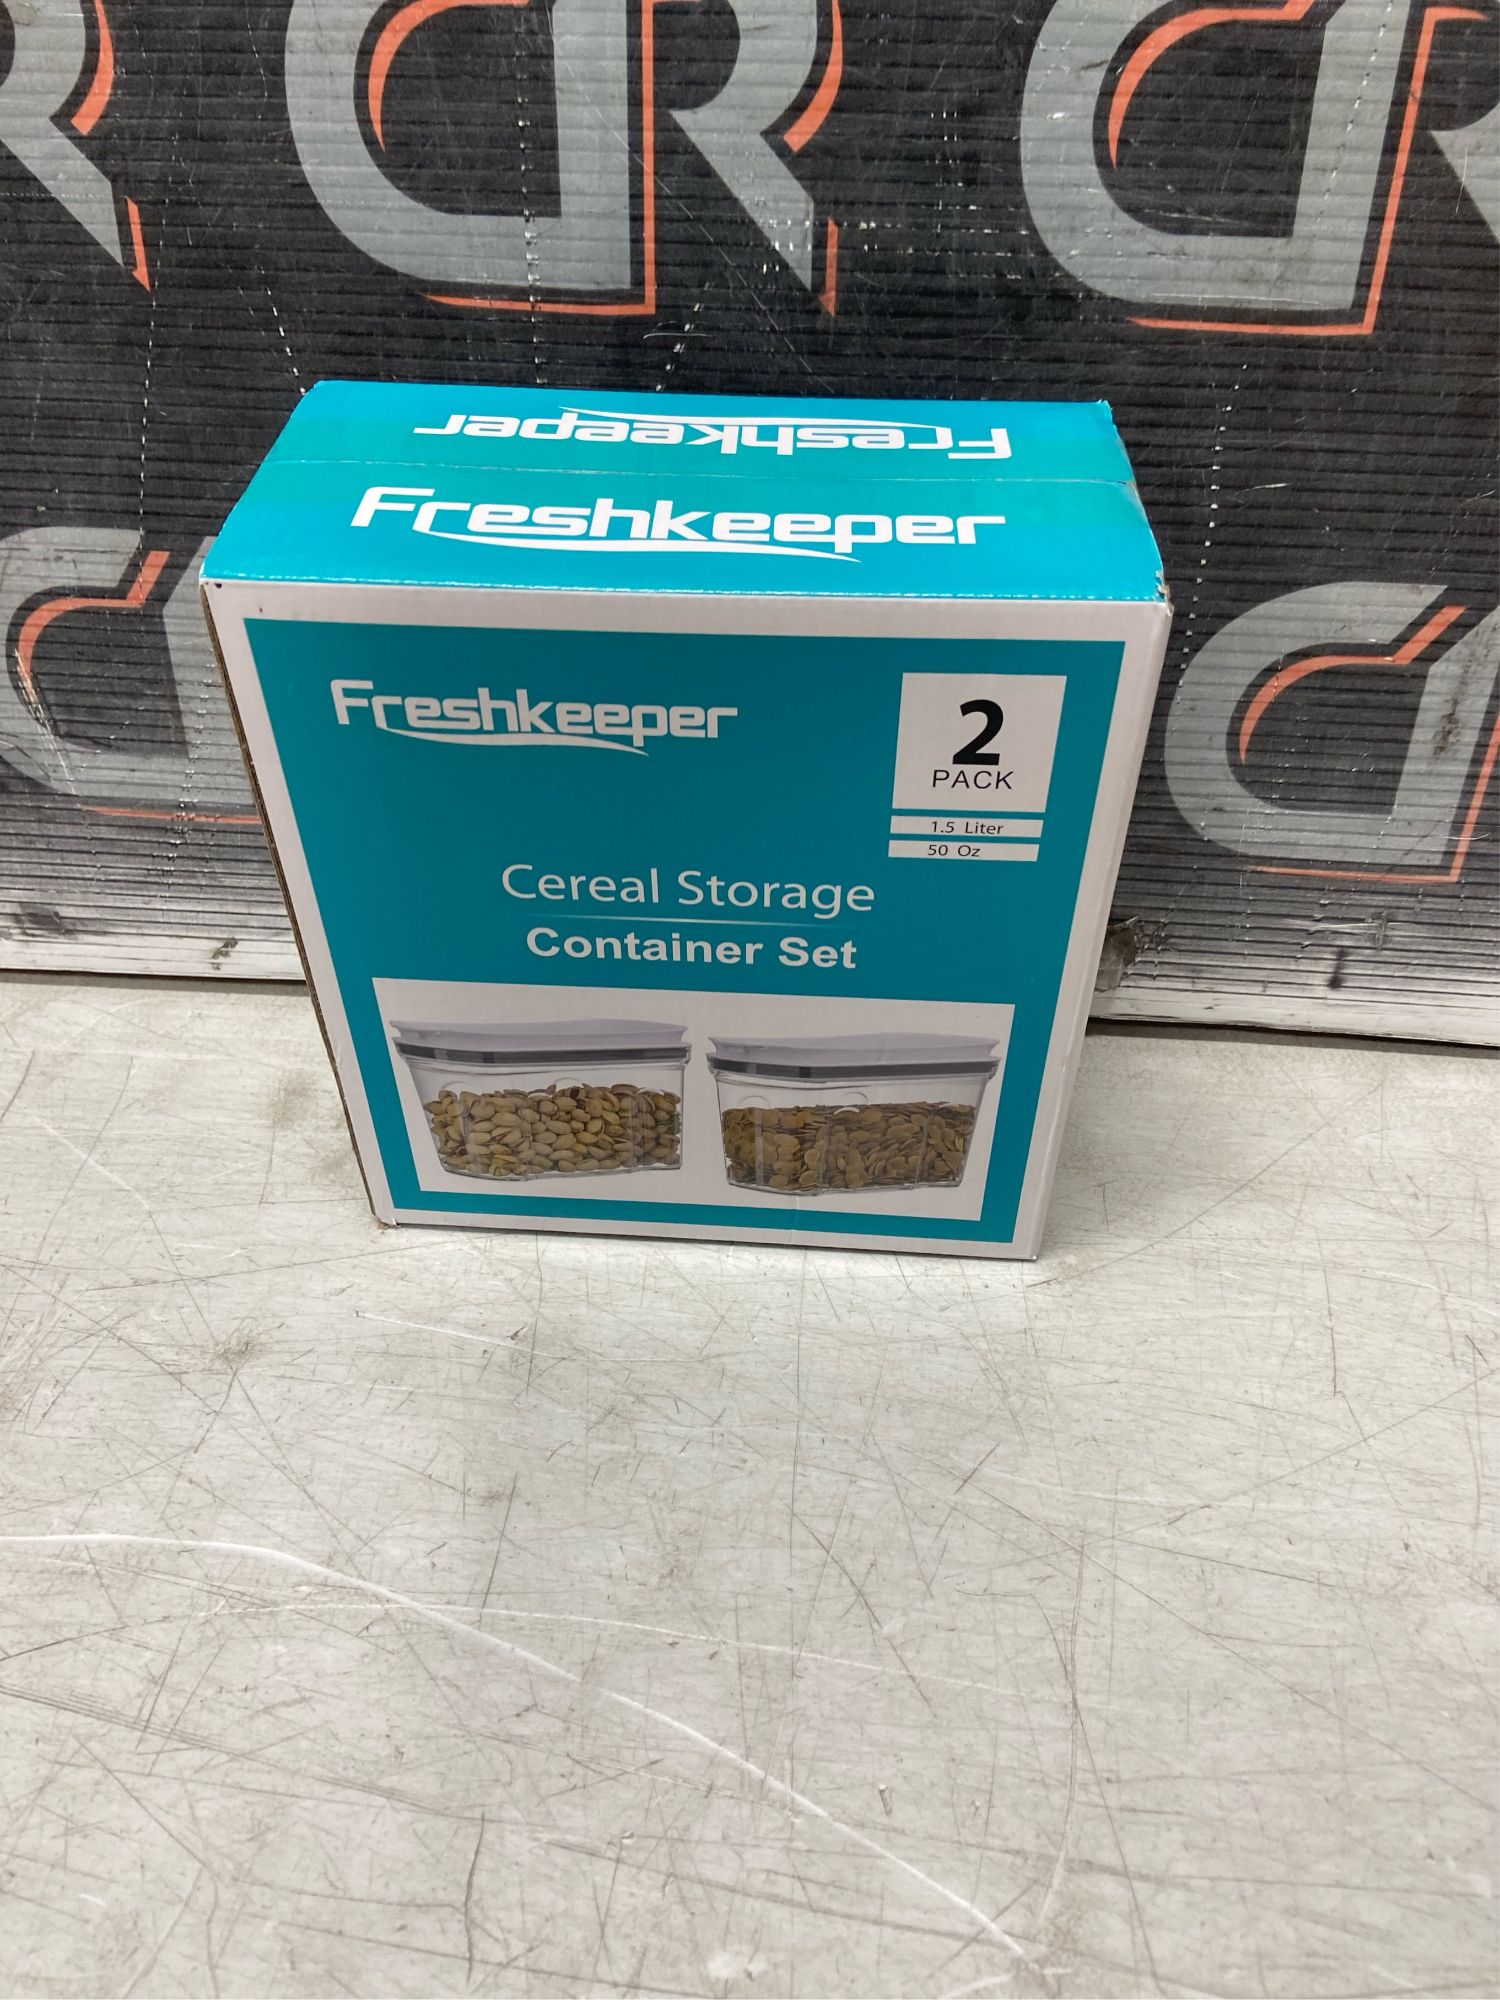 Freshkeeper
Freshkeeper
Freshkeeper
2
PACK
1.5 Liter
50 Oz
Cereal Storage
Container Set